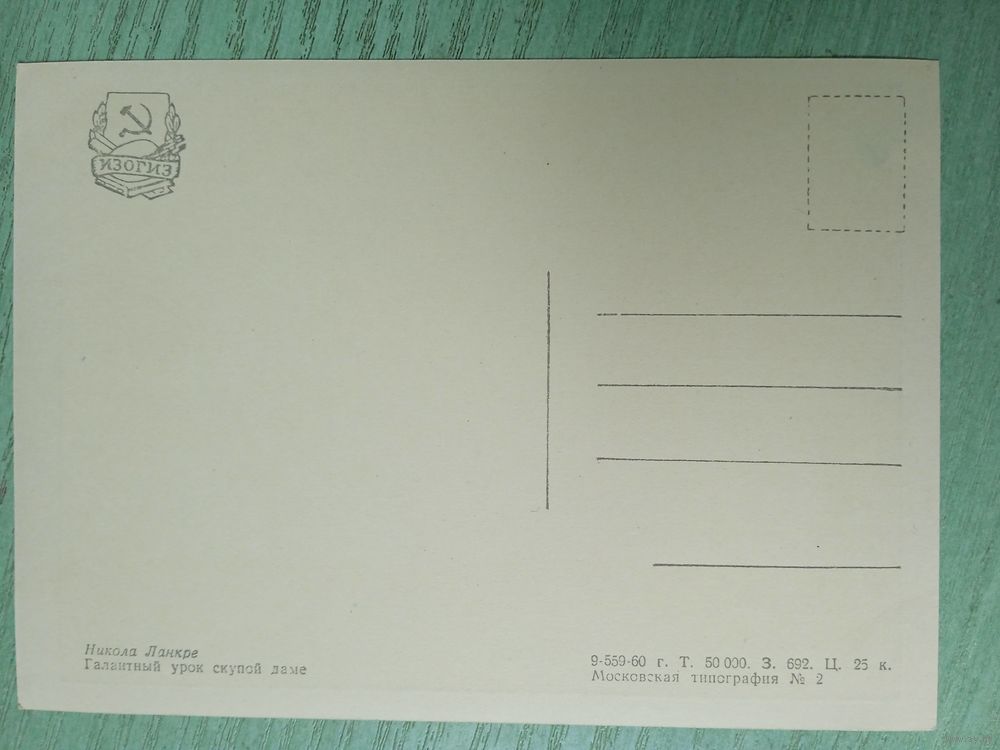 ИЗОГИЗ
Никола Ланкре
Галантный урок скупой даме
9-559-60 г. Т. 50 000. З. 692. Ц. 25 к.
Московская типография № 2